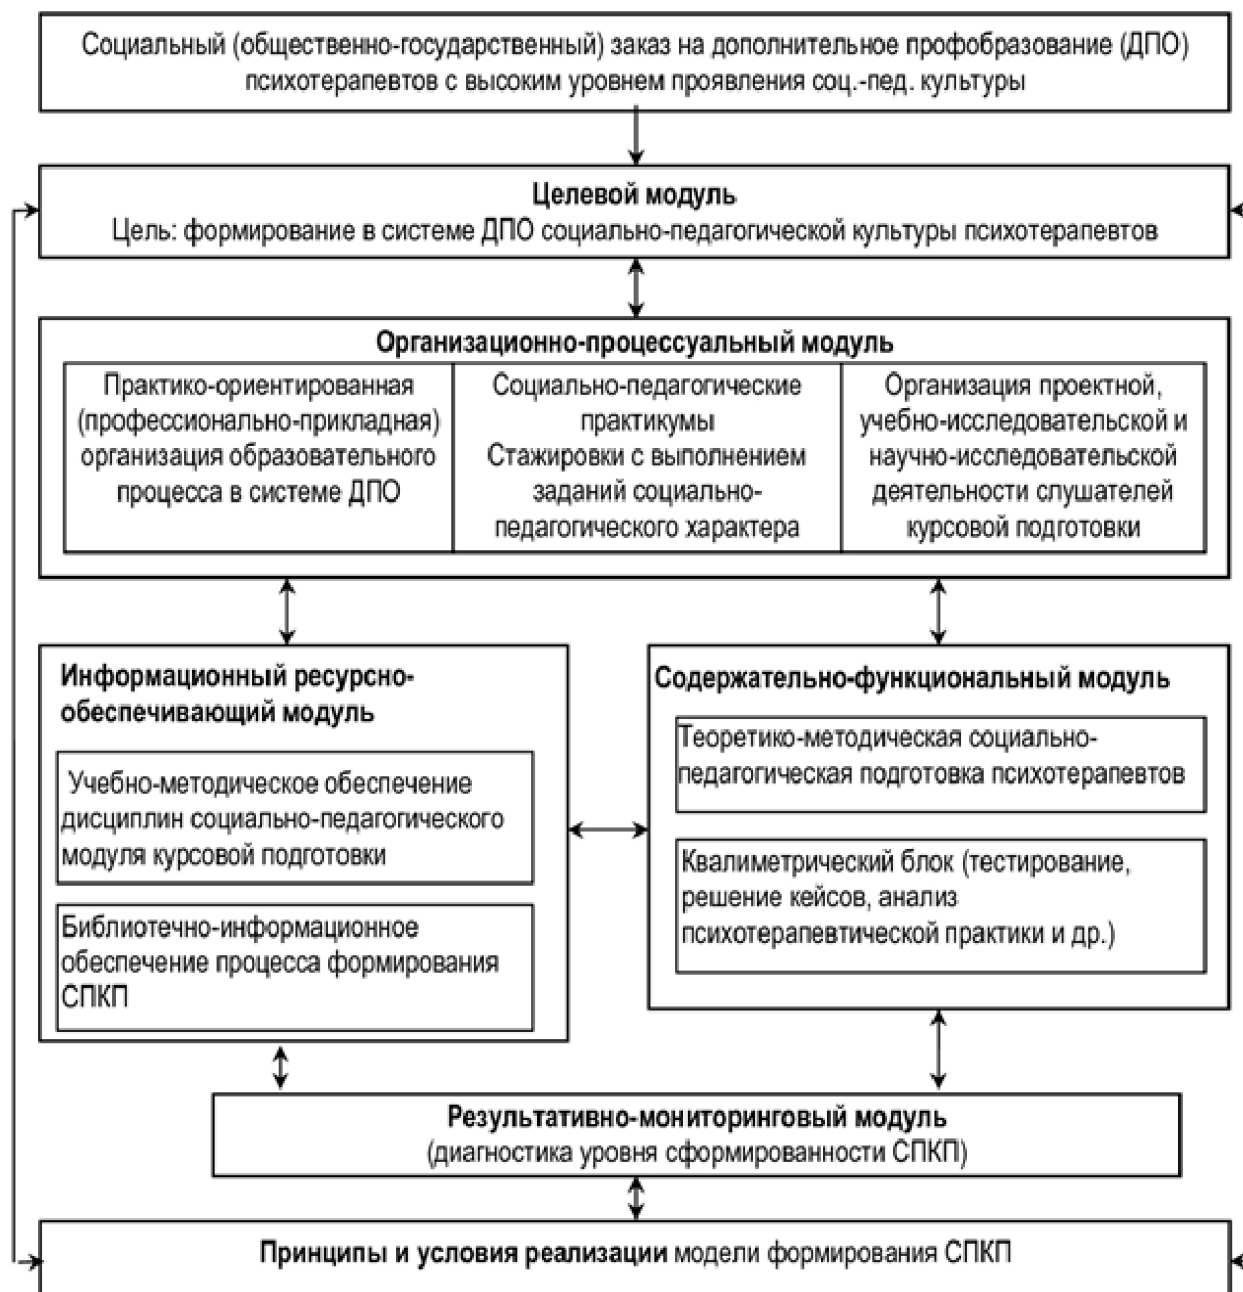 Социальный (общественно-государственный) заказ на дополнительное профобразование (ДПО)
психотерапевтов с высоким уровнем проявления соц.-пед. культуры
Целевой модуль
Цель: формирование в системе ДПО социально-педагогической культуры психотерапевтов
Организационно-процессуальный модуль
Практико-ориентированная
(профессионально-прикладная)
организация образовательного
процесса в системе ДПО
Социально-педагогические
практикумы
Стажировки с выполнением
заданий социально-
педагогического характера
Организация проектной,
учебно-исследовательской и
научно-исследовательской
деятельности слушателей
курсовой подготовки
Информационный ресурсно-
обеспечивающий модуль
Учебно-методическое обеспечение
дисциплин социально-педагогического
модуля курсовой подготовки
Библиотечно-информационное
обеспечение процесса формирования
СПКП
Содержательно-функциональный модуль
Теоретико-методическая социально-
педагогическая подготовка психотерапевтов
Квалиметрический блок (тестирование,
решение кейсов, анализ
психотерапевтической практики и др.)
Результативно-мониторинговый модуль
(диагностика уровня сформированности СПКП)
Принципы и условия реализации модели формирования СПКП